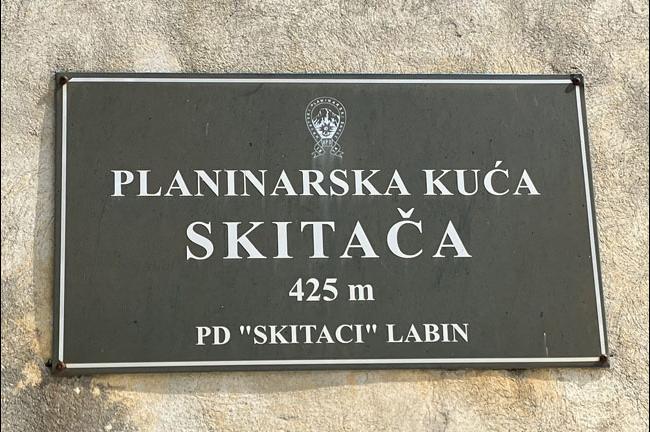 PLANINARSKA KUĆA
SKITAČA
425 m
PD "SKITACI" LABIN